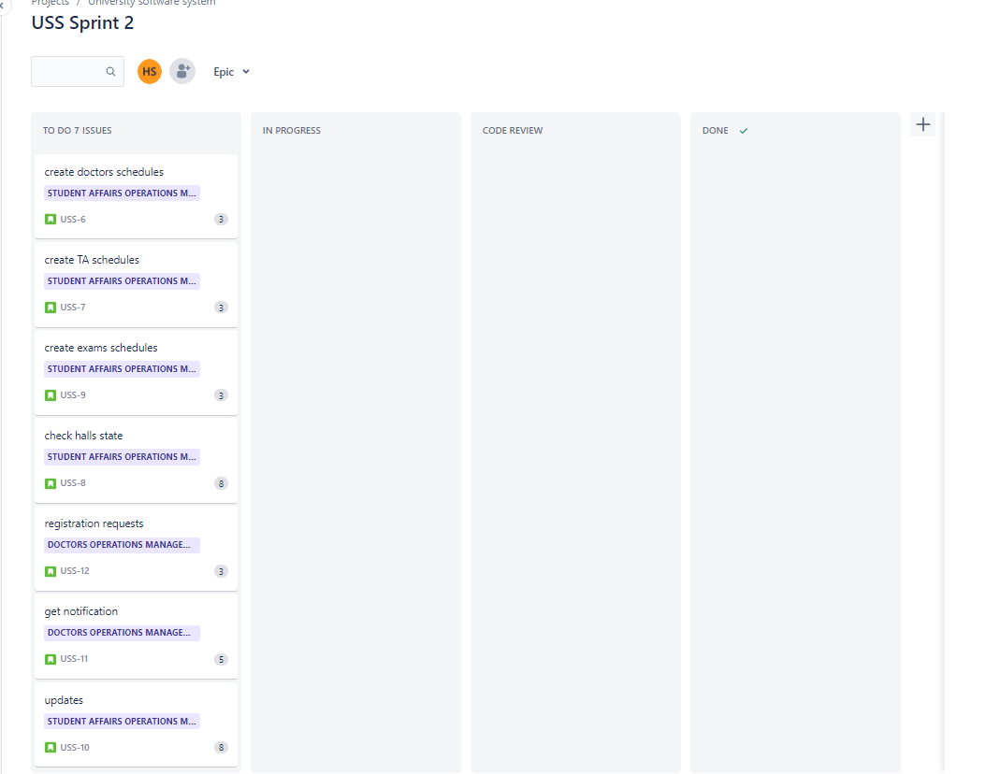 Projects / University software system
USS Sprint 2
HS
Epic
TO DO 7 ISSUES
create doctors schedules
STUDENT AFFAIRS OPERATIONS M...
USS-6
3
create TA schedules
STUDENT AFFAIRS OPERATIONS M...
USS-7
3
create exams schedules
STUDENT AFFAIRS OPERATIONS M...
USS-9
3
check halls state
STUDENT AFFAIRS OPERATIONS M...
USS-8
8
registration requests
DOCTORS OPERATIONS MANAGE...
USS-12
3
get notification
DOCTORS OPERATIONS MANAGE...
USS-11
5
updates
STUDENT AFFAIRS OPERATIONS M...
USS-10
8
IN PROGRESS
CODE REVIEW
DONE